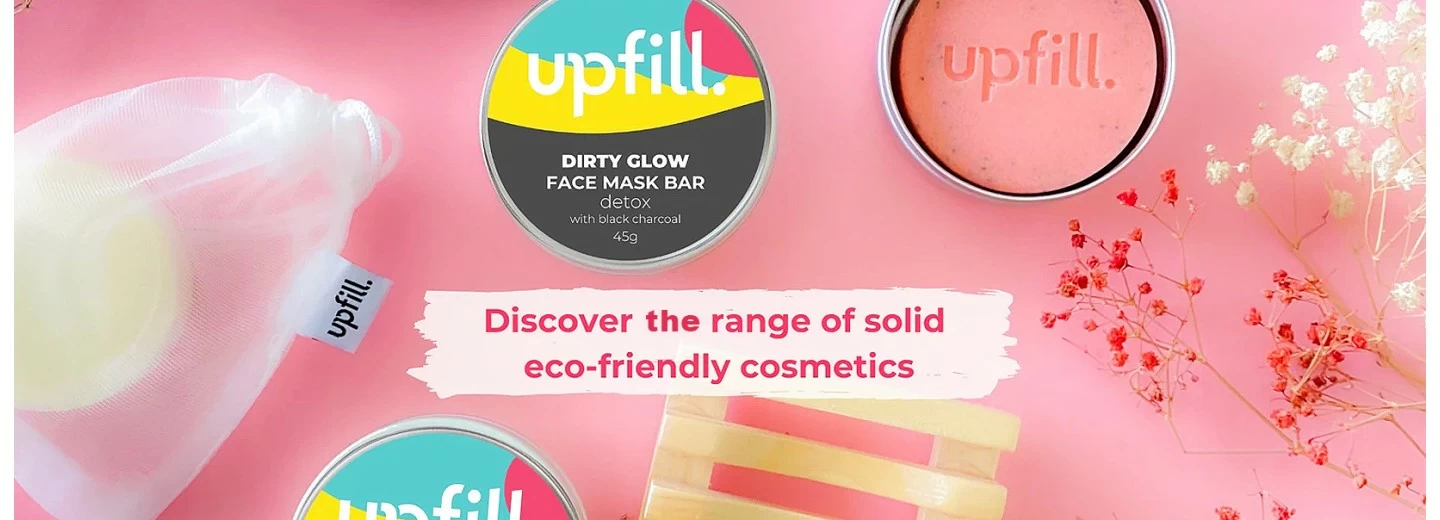 upfill.
DIRTY GLOW
FACE MASK BAR
detox
with black charcoal
45g
upfill.
upfill.
Discover the range of solid
eco-friendly cosmetics
upfill